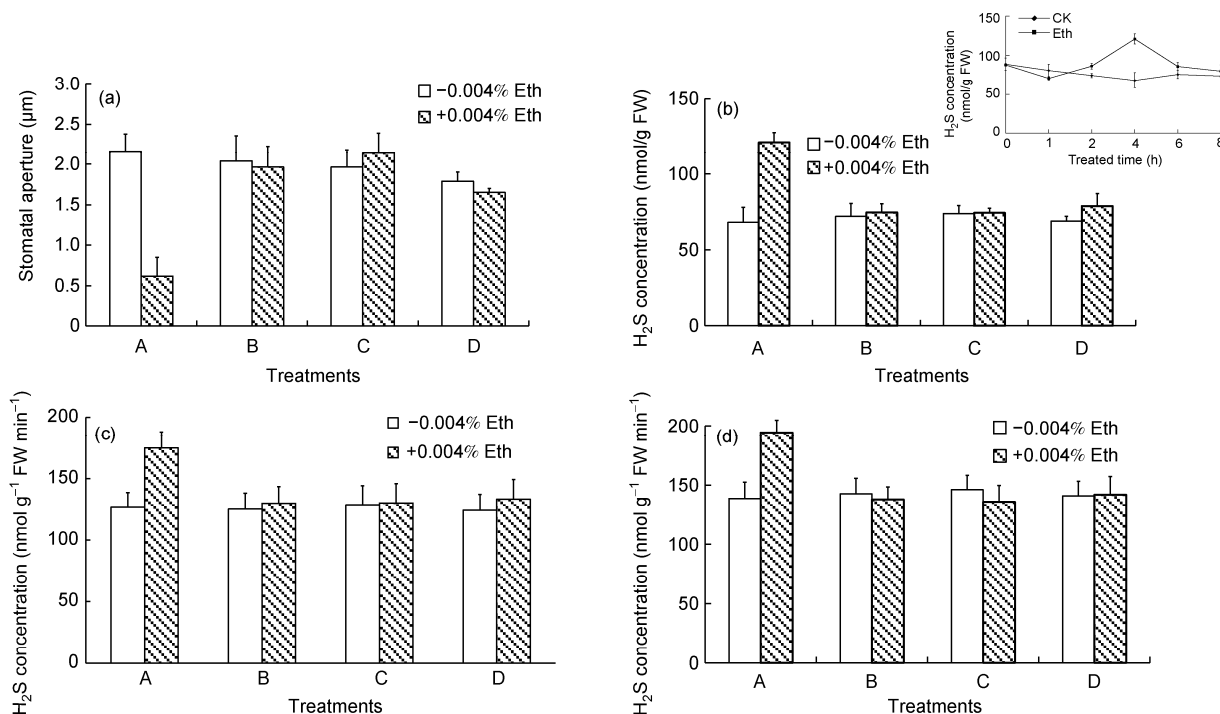 (a)
−0.004% Eth
+0.004% Eth
Stomatal aperture (μm)
3.0
2.5
2.0
1.5
1.0
0.5
0
A B C D
Treatments
(b)
−0.004% Eth
+0.004% Eth
H₂S concentration (nmol/g FW)
150
100
50
0
A B C D
Treatments
CK
Eth
H₂S concentration
(nmol/g FW)
150
100
50
0
0 1 2 4 6 8
Treated time (h)
(c)
−0.004% Eth
+0.004% Eth
H₂S concentration (nmol g⁻¹ FW min⁻¹)
200
150
100
50
0
A B C D
Treatments
(d)
−0.004% Eth
+0.004% Eth
H₂S concentration (nmol g⁻¹ FW min⁻¹)
200
150
100
50
0
A B C D
Treatments